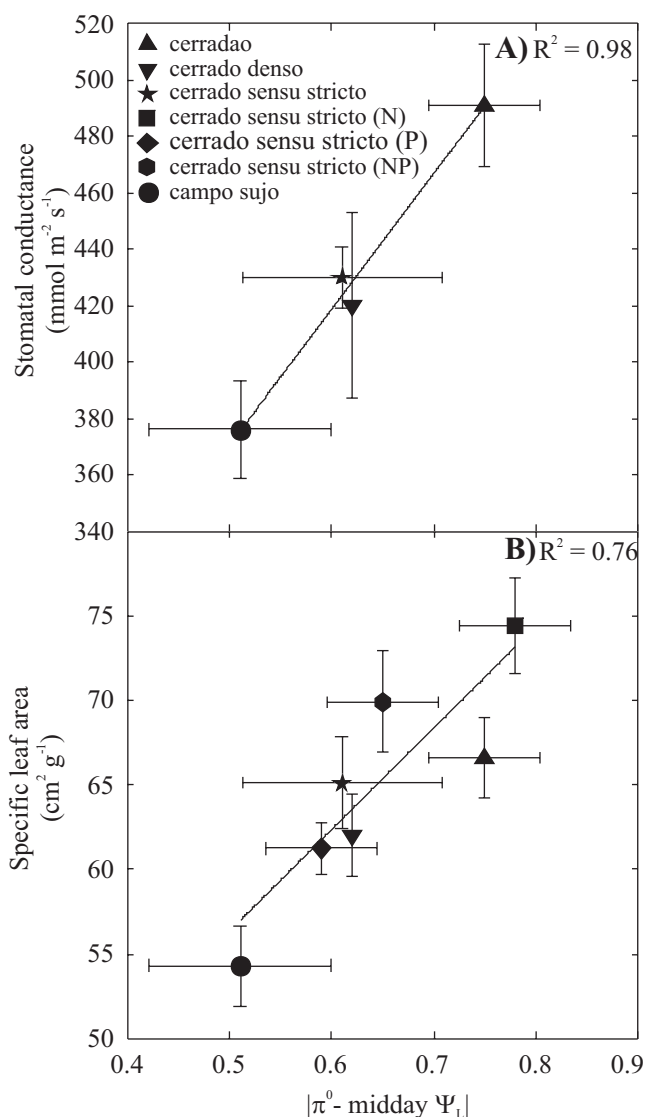 520
500
480
460
440
420
400
380
360
340
Stomatal conductance
(mmol m⁻² s⁻¹)
cerradao
cerrado denso
cerrado sensu stricto
cerrado sensu stricto (N)
cerrado sensu stricto (P)
cerrado sensu stricto (NP)
campo sujo
A) R² = 0.98
B) R² = 0.76
75
70
65
60
55
50
Specific leaf area
(cm² g⁻¹)
0.4 0.5 0.6 0.7 0.8 0.9
|π⁰- midday Ψ_L|